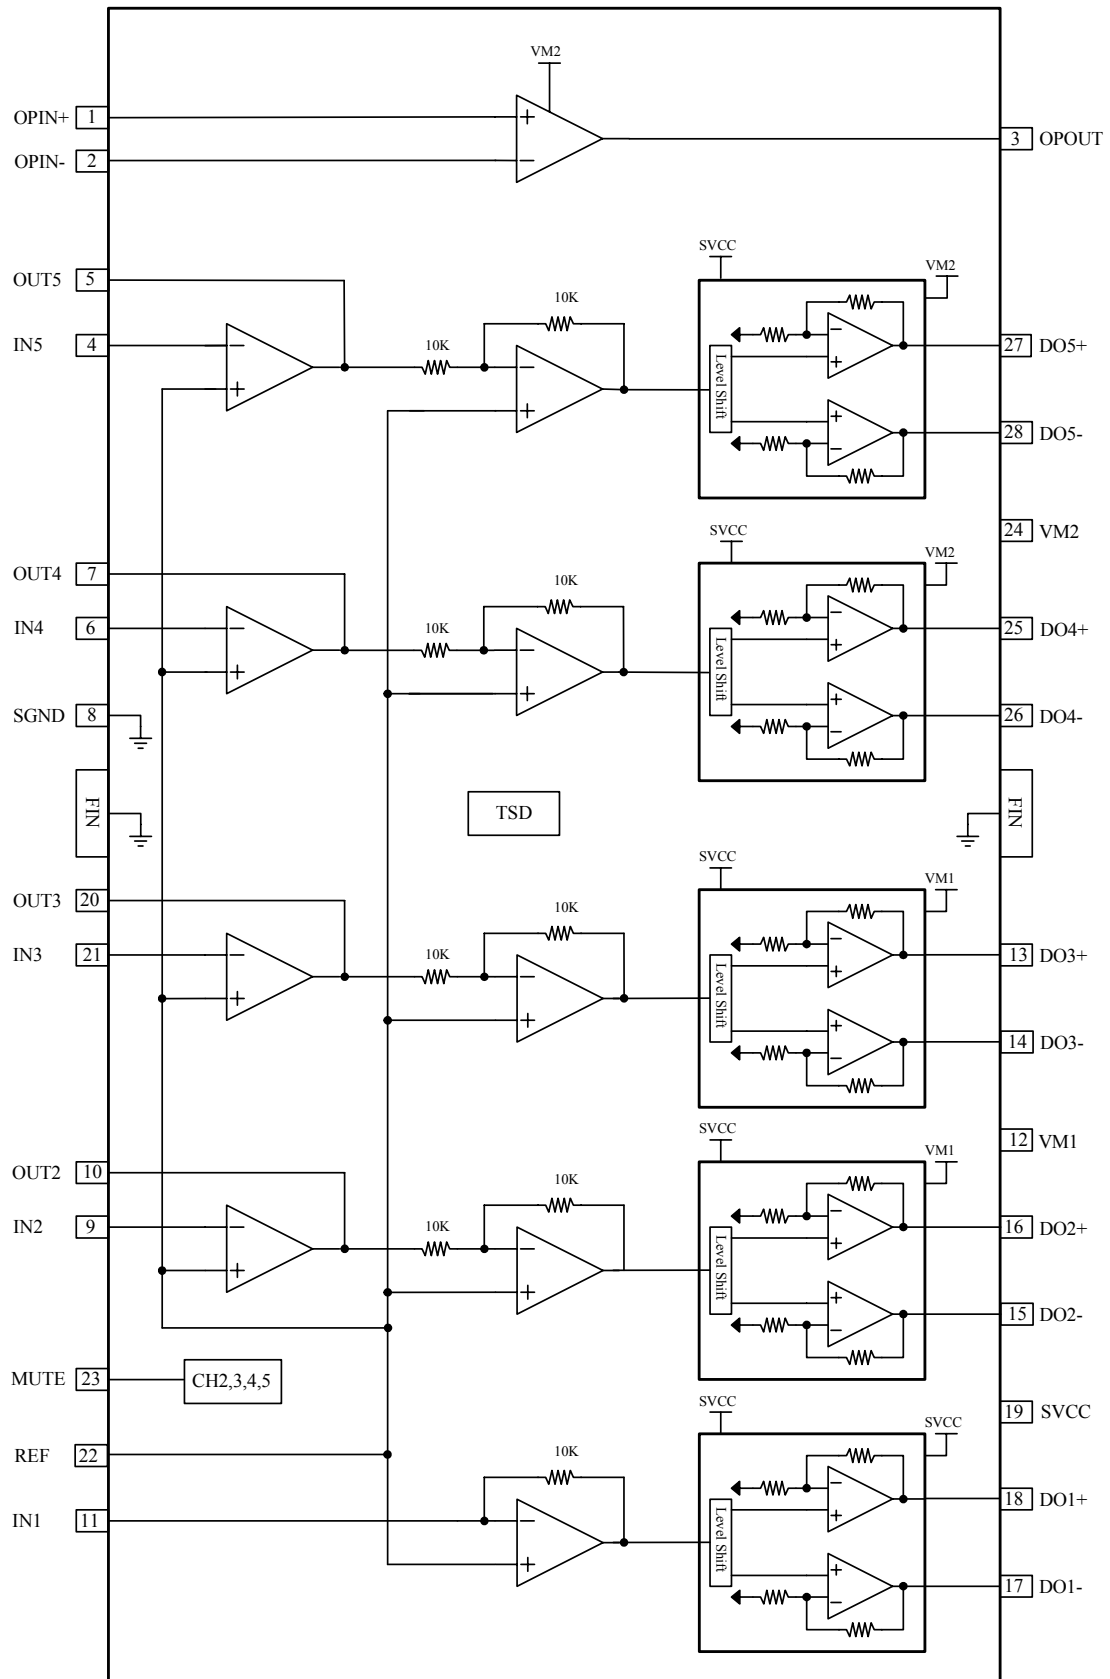 VM2
OPIN+ 1
OPIN- 2
3 OPOUT
SVCC
VM2
OUT5 5
10K
IN5 4
10K
Level Shift
27 DO5+
28 DO5-
24 VM2
SVCC
VM2
OUT4 7
10K
IN4 6
10K
Level Shift
25 DO4+
SGND 8
26 DO4-
FIN
TSD
FIN
SVCC
VM1
OUT3 20
10K
IN3 21
10K
Level Shift
13 DO3+
14 DO3-
12 VM1
SVCC
VM1
OUT2 10
10K
IN2 9
10K
Level Shift
16 DO2+
15 DO2-
MUTE 23
CH2,3,4,5
19 SVCC
SVCC
SVCC
REF 22
10K
IN1 11
Level Shift
18 DO1+
17 DO1-